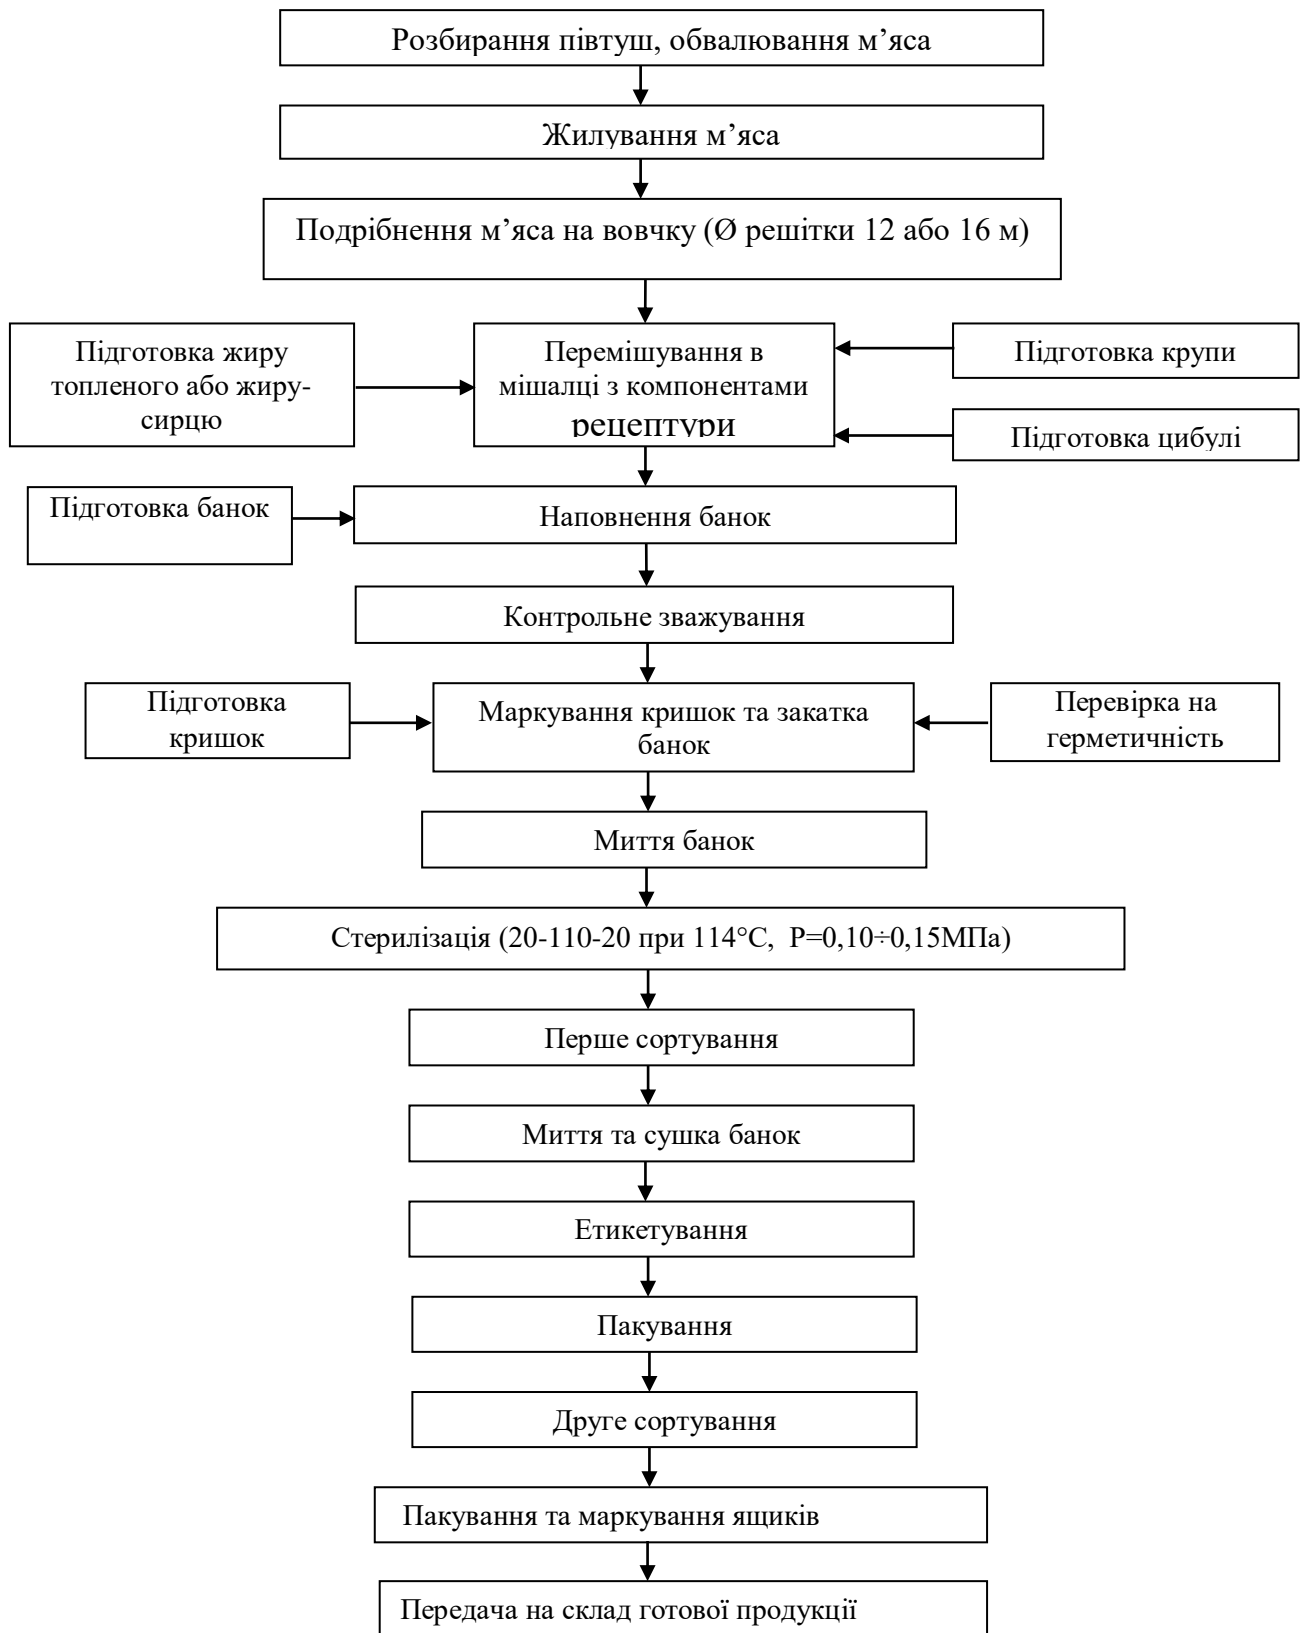 Розбирання півтуш, обвалювання м’яса
Жилування м’яса
Подрібнення м’яса на вовчку (Ø решітки 12 або 16 м)
Підготовка жиру
топленого або жиру-
сирцю
Перемішування в
мішалці з компонентами
рецептури
Підготовка крупи
Підготовка цибулі
Підготовка банок
Наповнення банок
Контрольне зважування
Підготовка
кришок
Маркування кришок та закатка
банок
Перевірка на
герметичність
Миття банок
Стерилізація (20-110-20 при 114°С, Р=0,10÷0,15МПа)
Перше сортування
Миття та сушка банок
Етикетування
Пакування
Друге сортування
Пакування та маркування ящиків
Передача на склад готової продукції